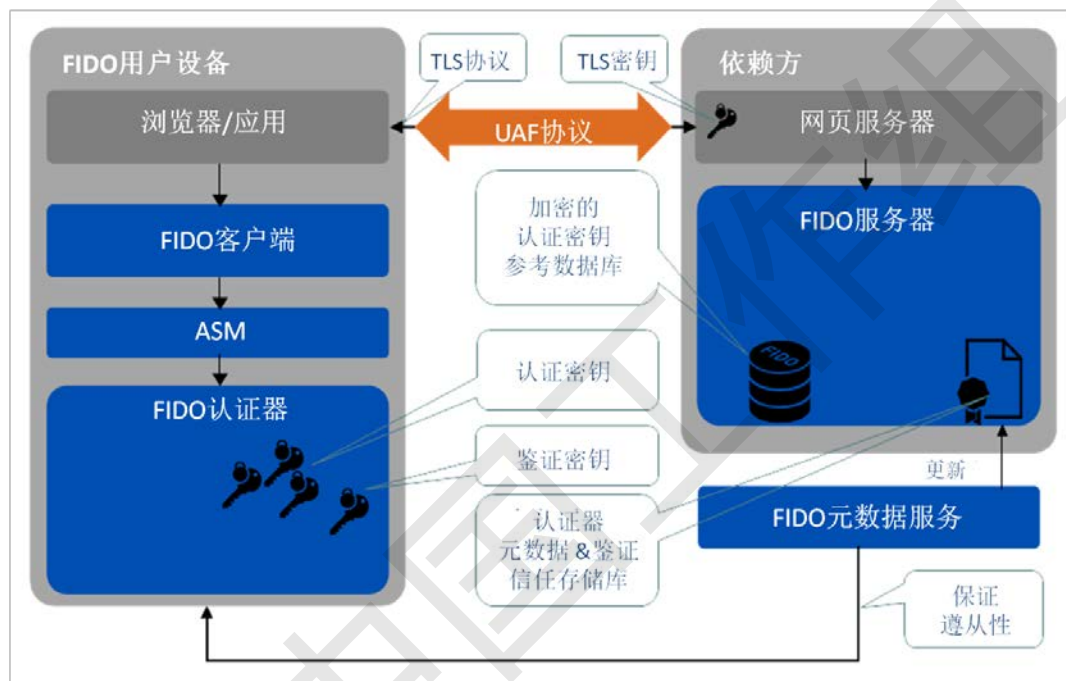 FIDO用户设备
TLS协议
TLS密钥
依赖方
浏览器/应用
UAF协议
网页服务器
加密的
认证密钥
参考数据库
FIDO服务器
FIDO客户端
ASM
FIDO
认证密钥
FIDO认证器
鉴证密钥
更新
认证器
元数据 &鉴证
信任存储库
FIDO元数据服务
保证
遵从性
中国工作组